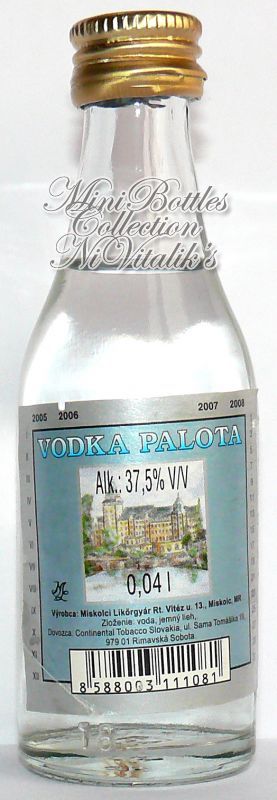 MiniBottles
Collection
NiVitalik's
2005 2006 2007 2008
VODKA PALOTA
Alk.: 37,5% V/V
0,04 l
Výrobca: Miskolci Likőrgyár Rt. Vitéz u. 13., Miskolc, MR
Zloženie: voda, jemný lieh,
Dovozca: Continental Tobacco Slovakia, ul. Sama Tomášika 19,
979 01 Rimavská Sobota
8 588003 111081